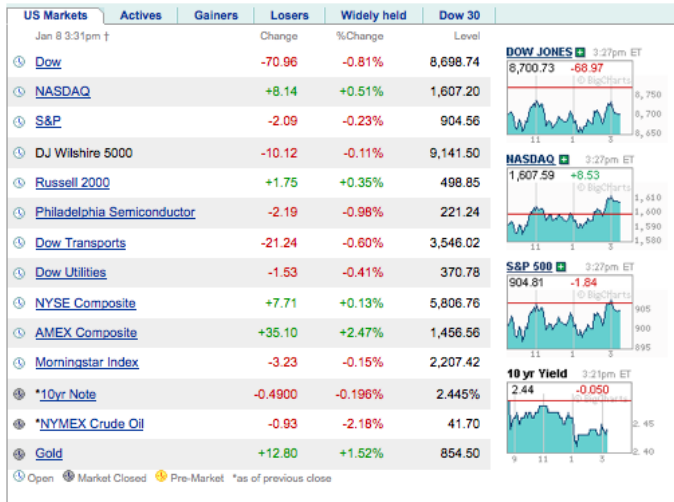 US Markets Actives Gainers Losers Widely held Dow 30
Jan 8 3:31pm † Change %Change Level
Dow -70.96 -0.81% 8,698.74
NASDAQ +8.14 +0.51% 1,607.20
S&P -2.09 -0.23% 904.56
DJ Wilshire 5000 -10.12 -0.11% 9,141.50
Russell 2000 +1.75 +0.35% 498.85
Philadelphia Semiconductor -2.19 -0.98% 221.24
Dow Transports -21.24 -0.60% 3,546.02
Dow Utilities -1.53 -0.41% 370.78
NYSE Composite +7.71 +0.13% 5,806.76
AMEX Composite +35.10 +2.47% 1,456.56
Morningstar Index -3.23 -0.15% 2,207.42
*10yr Note -0.4900 -0.196% 2.445%
*NYMEX Crude Oil -0.93 -2.18% 41.70
Gold +12.80 +1.52% 854.50
Open Market Closed Pre-Market *as of previous close
DOW JONES 3:27pm ET
8,700.73 -68.97
© BigCharts
8,750
8,700
8,650
11 1 3
NASDAQ 3:27pm ET
1,607.59 +8.53
© BigCharts
1,610
1,600
1,590
1,580
11 1 3
S&P 500 3:27pm ET
904.81 -1.84
© BigCharts
905
900
895
11 1 3
10 yr Yield 3:21pm ET
2.44 -0.050
© BigCharts
2.45
2.40
9 11 1 3